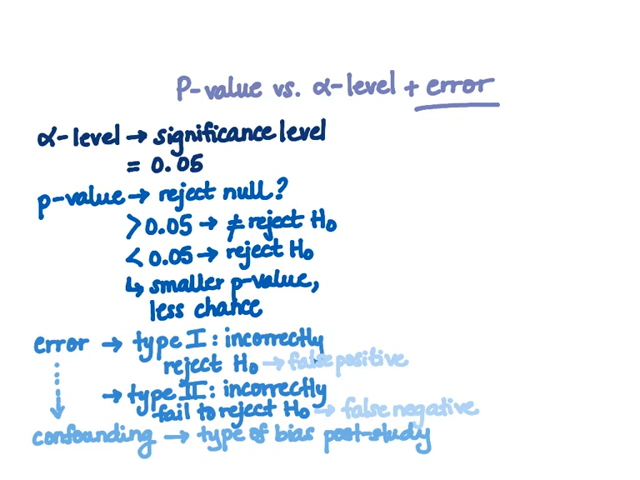 P-value vs. α-level + error
α-level → significance level
= 0.05
p-value → reject null?
> 0.05 → ≠ reject H₀
< 0.05 → reject H₀
↳ smaller p-value,
less chance
error → type I: incorrectly
reject H₀ → false positive
→ type II: incorrectly
fail to reject H₀ → false negative
confounding → type of bias post-study